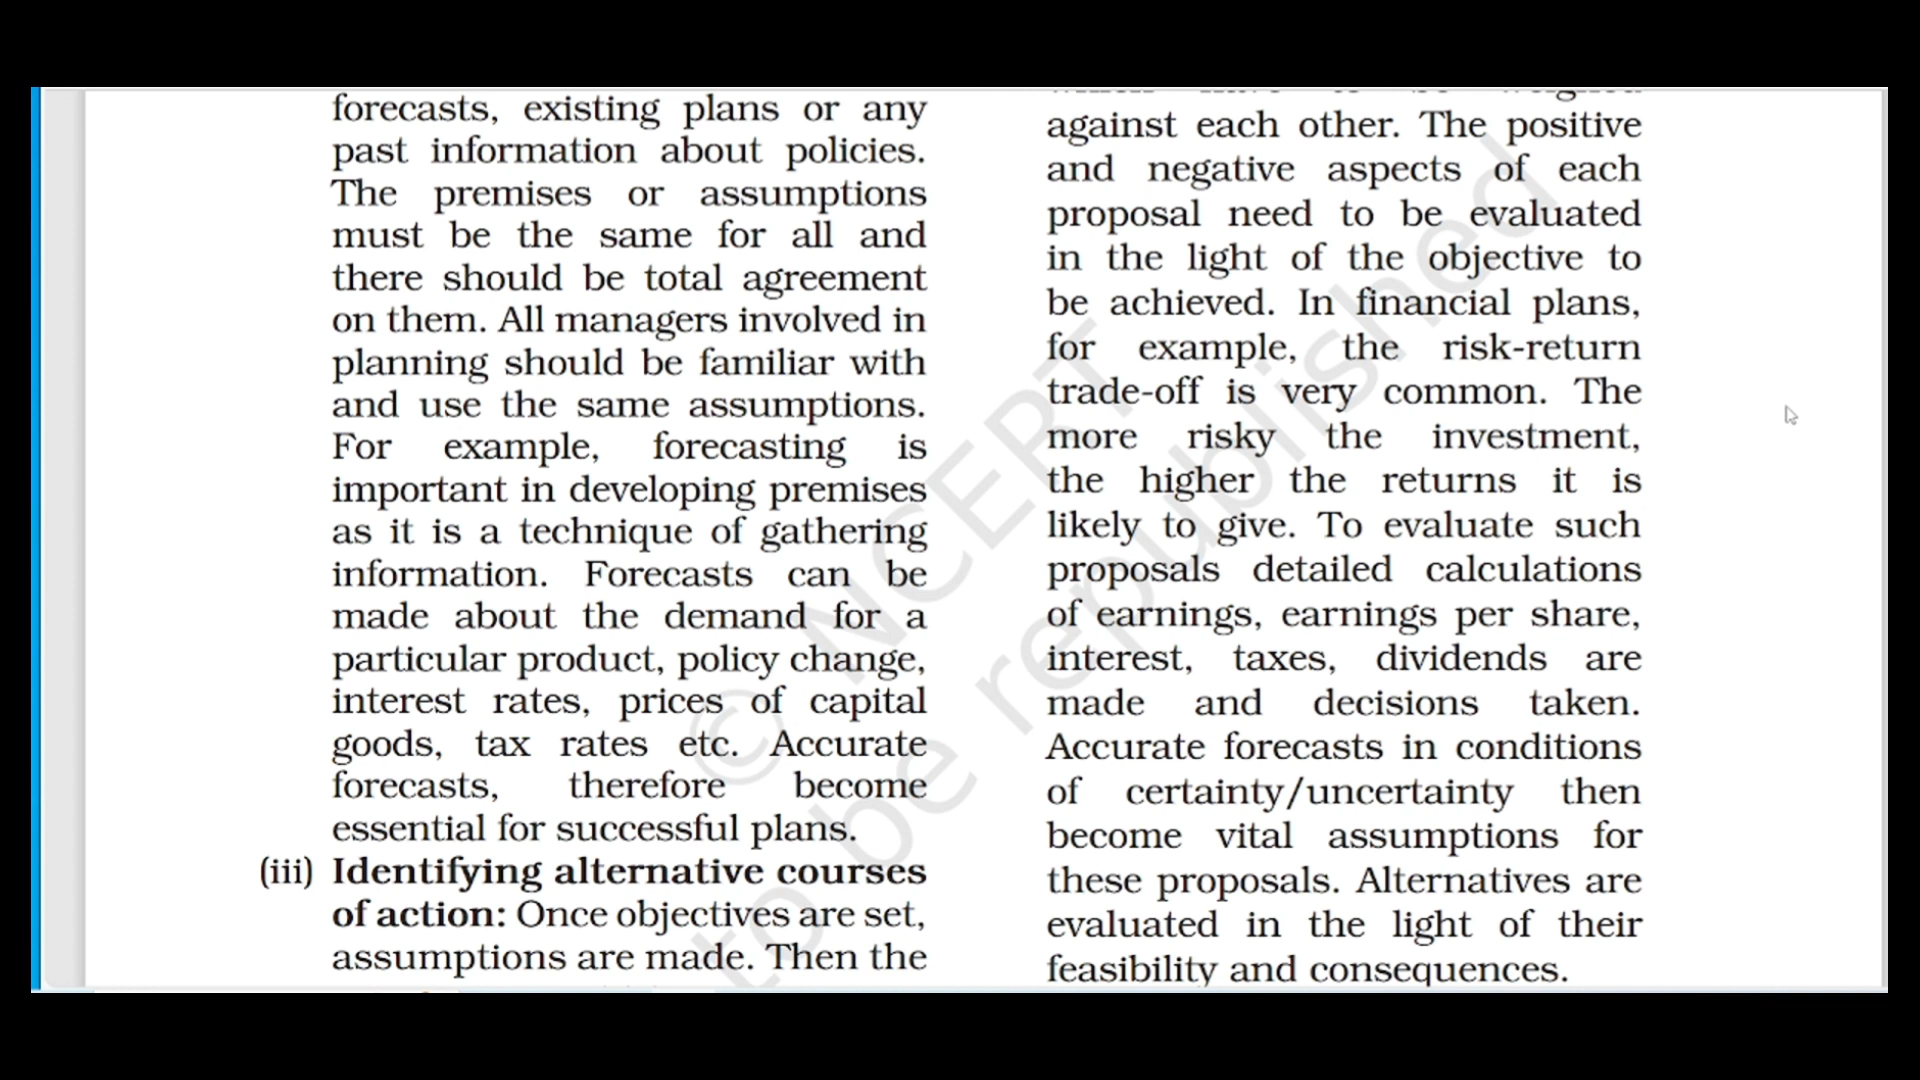 forecasts, existing plans or any
past information about policies.
The premises or assumptions
must be the same for all and
there should be total agreement
on them. All managers involved in
planning should be familiar with
and use the same assumptions.
For example, forecasting is
important in developing premises
as it is a technique of gathering
information. Forecasts can be
made about the demand for a
particular product, policy change,
interest rates, prices of capital
goods, tax rates etc. Accurate
forecasts, therefore become
essential for successful plans.
(iii) Identifying alternative courses
of action: Once objectives are set,
assumptions are made. Then the
against each other. The positive
and negative aspects of each
proposal need to be evaluated
in the light of the objective to
be achieved. In financial plans,
for example, the risk-return
trade-off is very common. The
more risky the investment,
the higher the returns it is
likely to give. To evaluate such
proposals detailed calculations
of earnings, earnings per share,
interest, taxes, dividends are
made and decisions taken.
Accurate forecasts in conditions
of certainty/uncertainty then
become vital assumptions for
these proposals. Alternatives are
evaluated in the light of their
feasibility and consequences.
© NCERT
to be republished